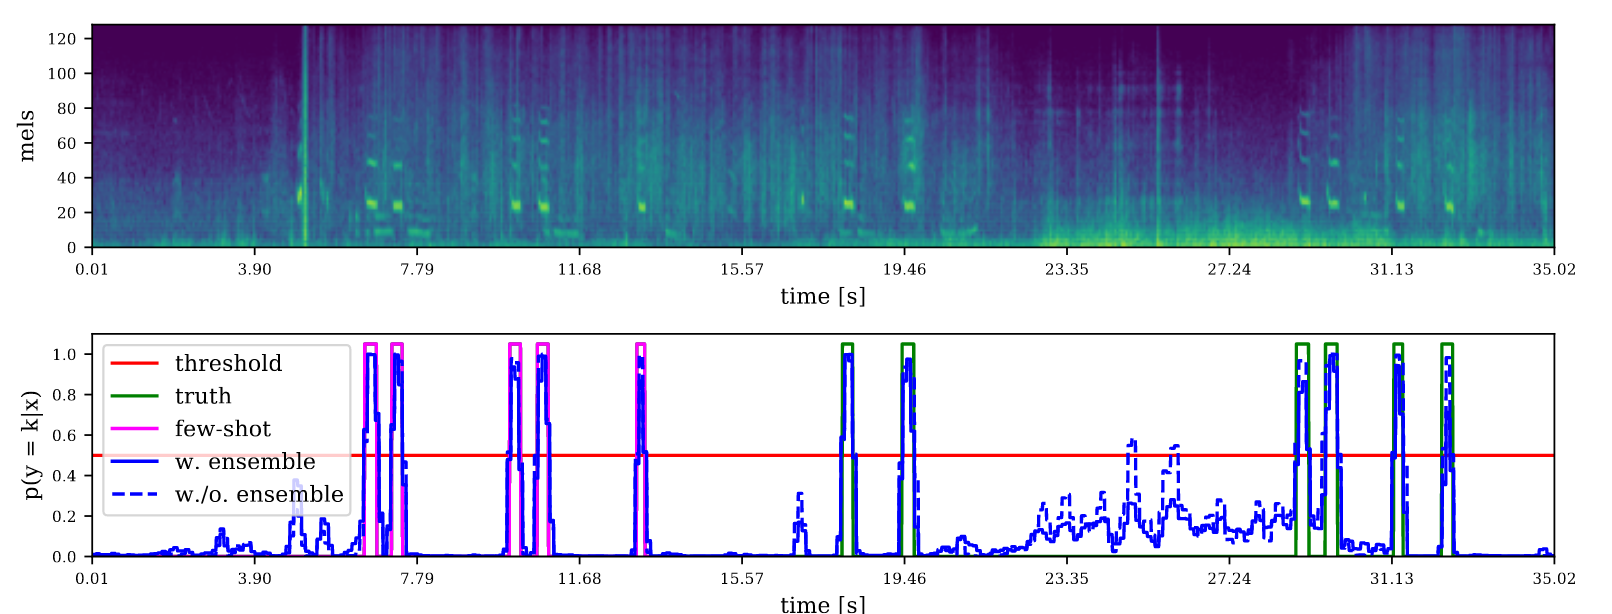 120
100
80
60
40
20
0
mels
0.01 3.90 7.79 11.68 15.57 19.46 23.35 27.24 31.13 35.02
time [s]
1.0
0.8
0.6
0.4
0.2
0.0
p(y = k|x)
threshold
truth
few-shot
w. ensemble
w./o. ensemble
0.01 3.90 7.79 11.68 15.57 19.46 23.35 27.24 31.13 35.02
time [s]